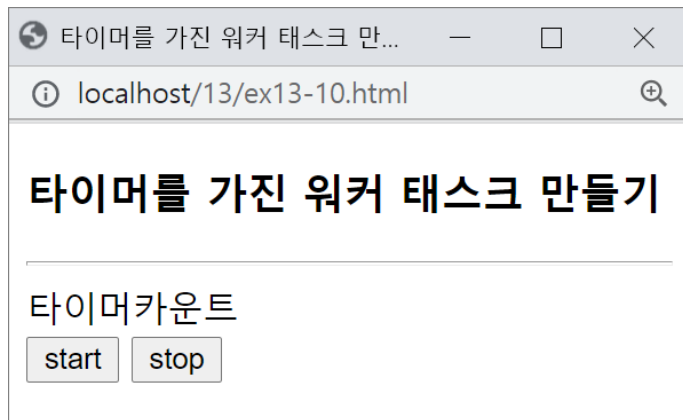 타이머를 가진 워커 태스크 만...
localhost/13/ex13-10.html
타이머를 가진 워커 태스크 만들기
타이머카운트
start stop